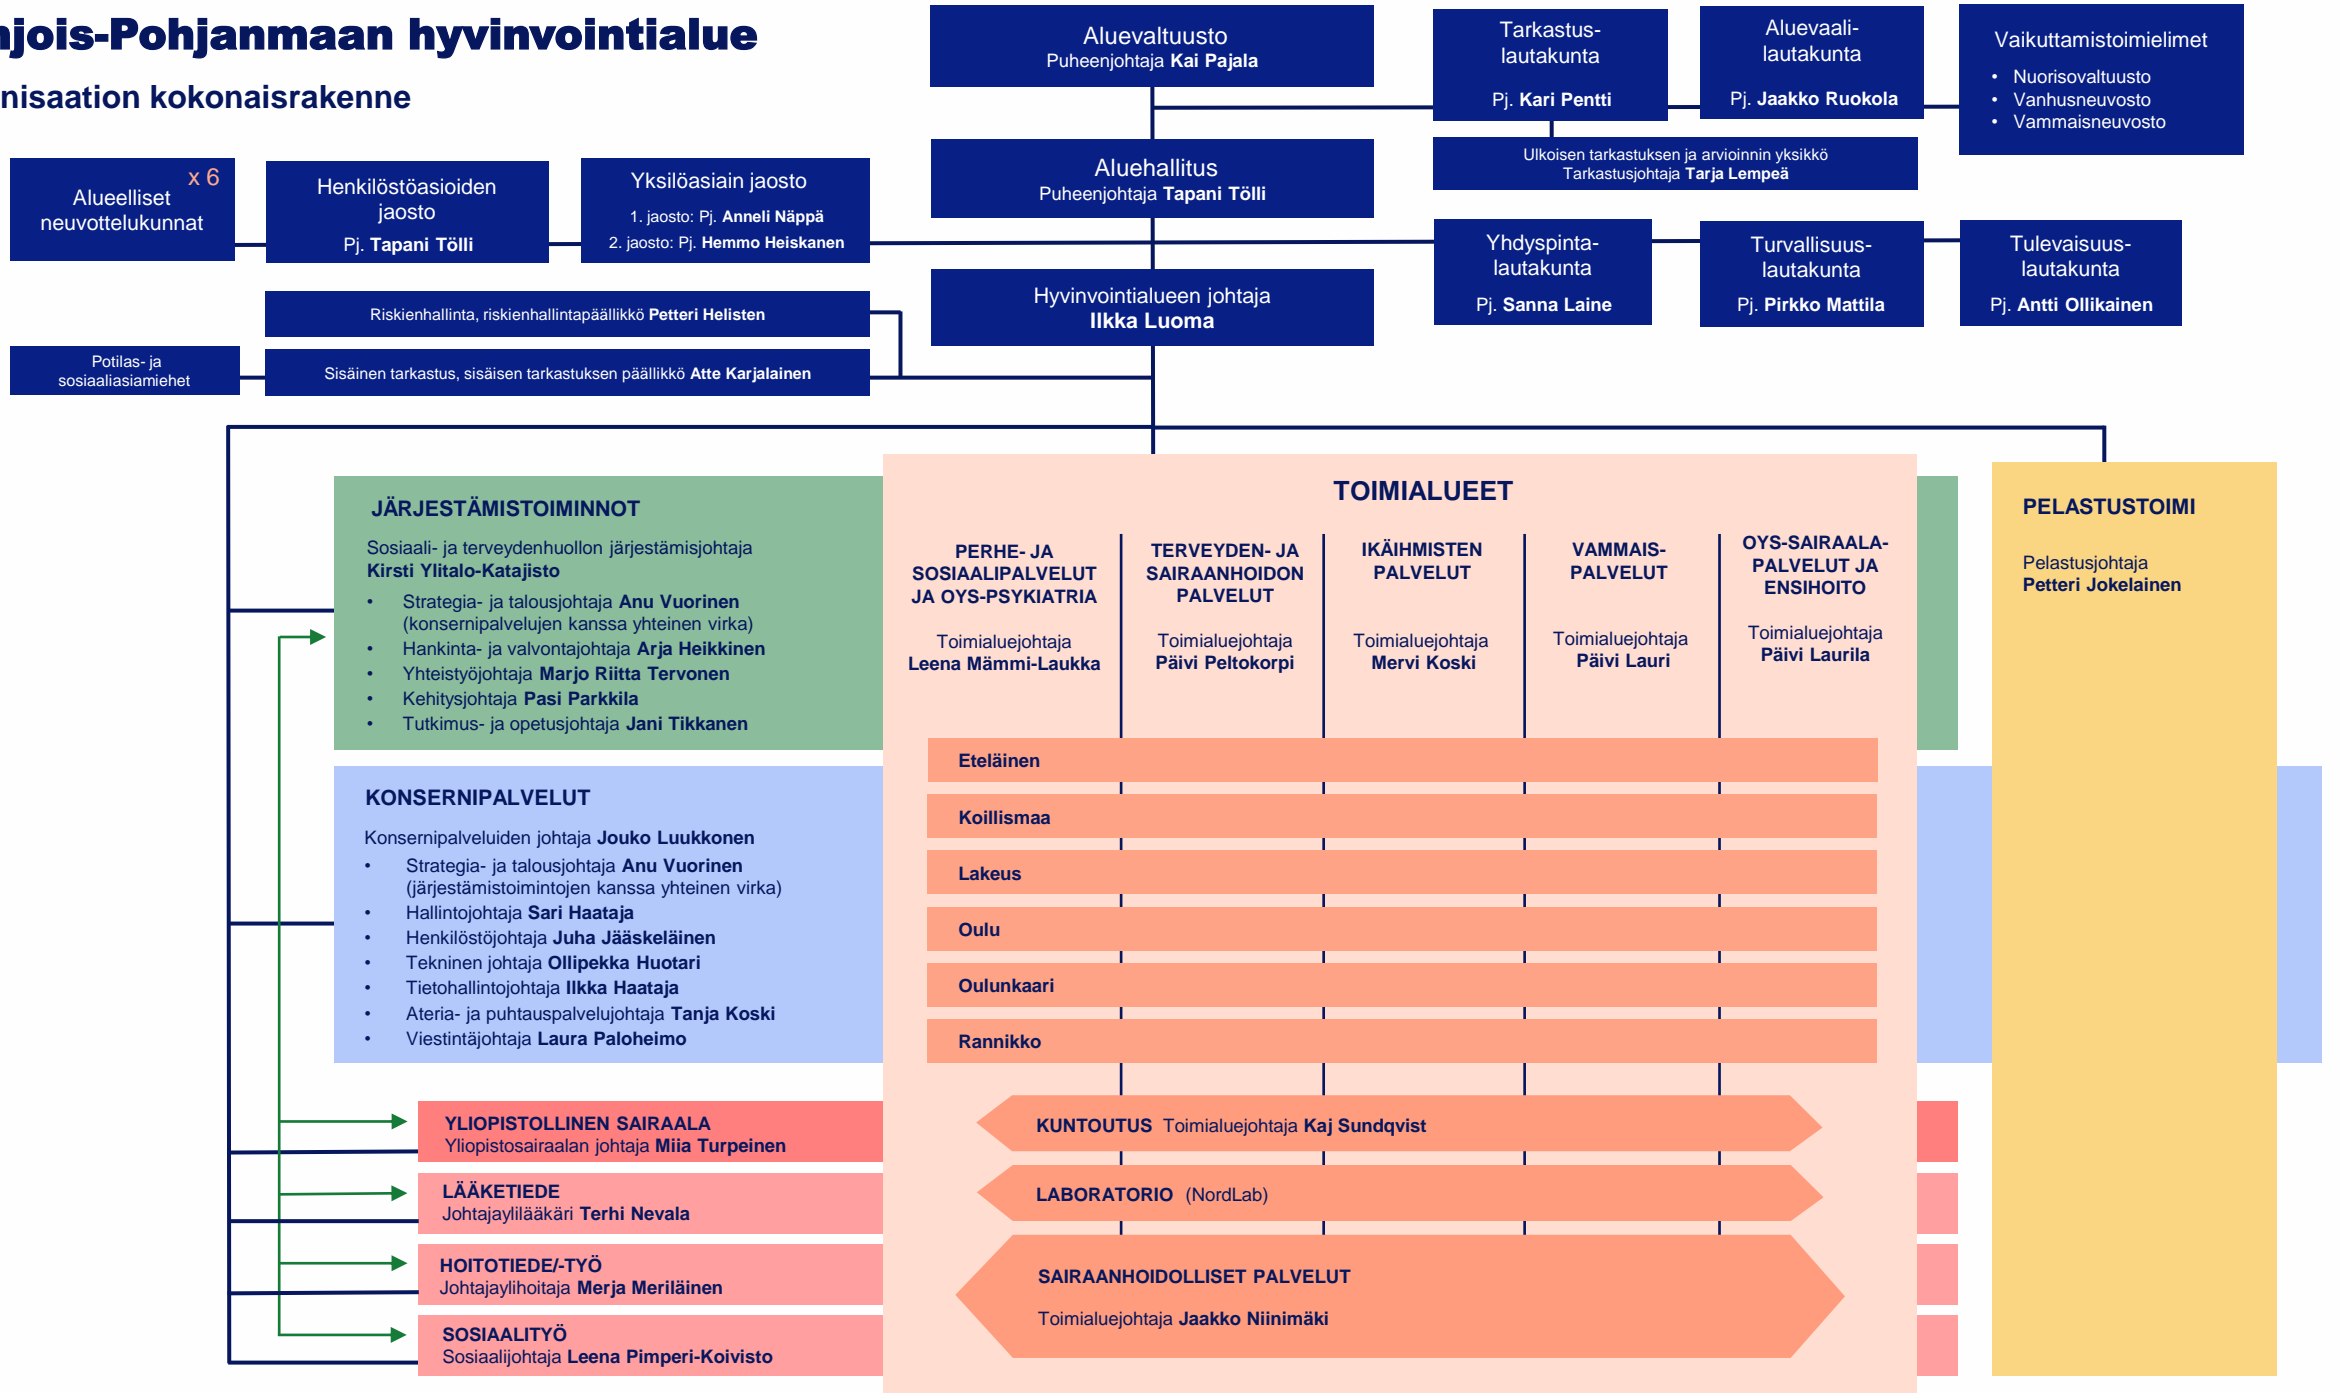 njois-Pohjanmaan hyvinvointialue
nisaation kokonaisrakenne
Aluevaltuusto
Puheenjohtaja Kai Pajala
Tarkastus-
lautakunta
Pj. Kari Pentti
Aluevaali-
lautakunta
Pj. Jaakko Ruokola
Vaikuttamistoimielimet
• Nuorisovaltuusto
• Vanhusneuvosto
• Vammaisneuvosto
Ulkoisen tarkastuksen ja arvioinnin yksikkö
Tarkastusjohtaja Tarja Lempeä
Aluehallitus
Puheenjohtaja Tapani Tölli
x 6
Alueelliset
neuvottelukunnat
Henkilöstöasioiden
jaosto
Pj. Tapani Tölli
Yksilöasiain jaosto
1. jaosto: Pj. Anneli Näppä
2. jaosto: Pj. Hemmo Heiskanen
Yhdyspinta-
lautakunta
Pj. Sanna Laine
Turvallisuus-
lautakunta
Pj. Pirkko Mattila
Tulevaisuus-
lautakunta
Pj. Antti Ollikainen
Hyvinvointialueen johtaja
Ilkka Luoma
Riskienhallinta, riskienhallintapäällikkö Petteri Helisten
Potilas- ja
sosiaaliasiamiehet
Sisäinen tarkastus, sisäisen tarkastuksen päällikkö Atte Karjalainen
JÄRJESTÄMISTOIMINNOT
Sosiaali- ja terveydenhuollon järjestämisjohtaja
Kirsti Ylitalo-Katajisto
• Strategia- ja talousjohtaja Anu Vuorinen
(konsernipalvelujen kanssa yhteinen virka)
• Hankinta- ja valvontajohtaja Arja Heikkinen
• Yhteistyöjohtaja Marjo Riitta Tervonen
• Kehitysjohtaja Pasi Parkkila
• Tutkimus- ja opetusjohtaja Jani Tikkanen
KONSERNIPALVELUT
Konsernipalveluiden johtaja Jouko Luukkonen
• Strategia- ja talousjohtaja Anu Vuorinen
(järjestämistoimintojen kanssa yhteinen virka)
• Hallintojohtaja Sari Haataja
• Henkilöstöjohtaja Juha Jääskeläinen
• Tekninen johtaja Ollipekka Huotari
• Tietohallintojohtaja Ilkka Haataja
• Ateria- ja puhtauspalvelujohtaja Tanja Koski
• Viestintäjohtaja Laura Paloheimo
YLIOPISTOLLINEN SAIRAALA
Yliopistosairaalan johtaja Miia Turpeinen
LÄÄKETIEDE
Johtajaylilääkäri Terhi Nevala
HOITOTIEDE/-TYÖ
Johtajaylihoitaja Merja Meriläinen
SOSIAALITYÖ
Sosiaalijohtaja Leena Pimperi-Koivisto
TOIMIALUEET
PERHE- JA
SOSIAALIPALVELUT
JA OYS-PSYKIATRIA
Toimialuejohtaja
Leena Mämmi-Laukka
TERVEYDEN- JA
SAIRAANHOIDON
PALVELUT
Toimialuejohtaja
Päivi Peltokorpi
IKÄIHMISTEN
PALVELUT
Toimialuejohtaja
Mervi Koski
VAMMAIS-
PALVELUT
Toimialuejohtaja
Päivi Lauri
OYS-SAIRAALA-
PALVELUT JA
ENSIHOITO
Toimialuejohtaja
Päivi Laurila
Eteläinen
Koillismaa
Lakeus
Oulu
Oulunkaari
Rannikko
KUNTOUTUS Toimialuejohtaja Kaj Sundqvist
LABORATORIO (NordLab)
SAIRAANHOIDOLLISET PALVELUT
Toimialuejohtaja Jaakko Niinimäki
PELASTUSTOIMI
Pelastusjohtaja
Petteri Jokelainen